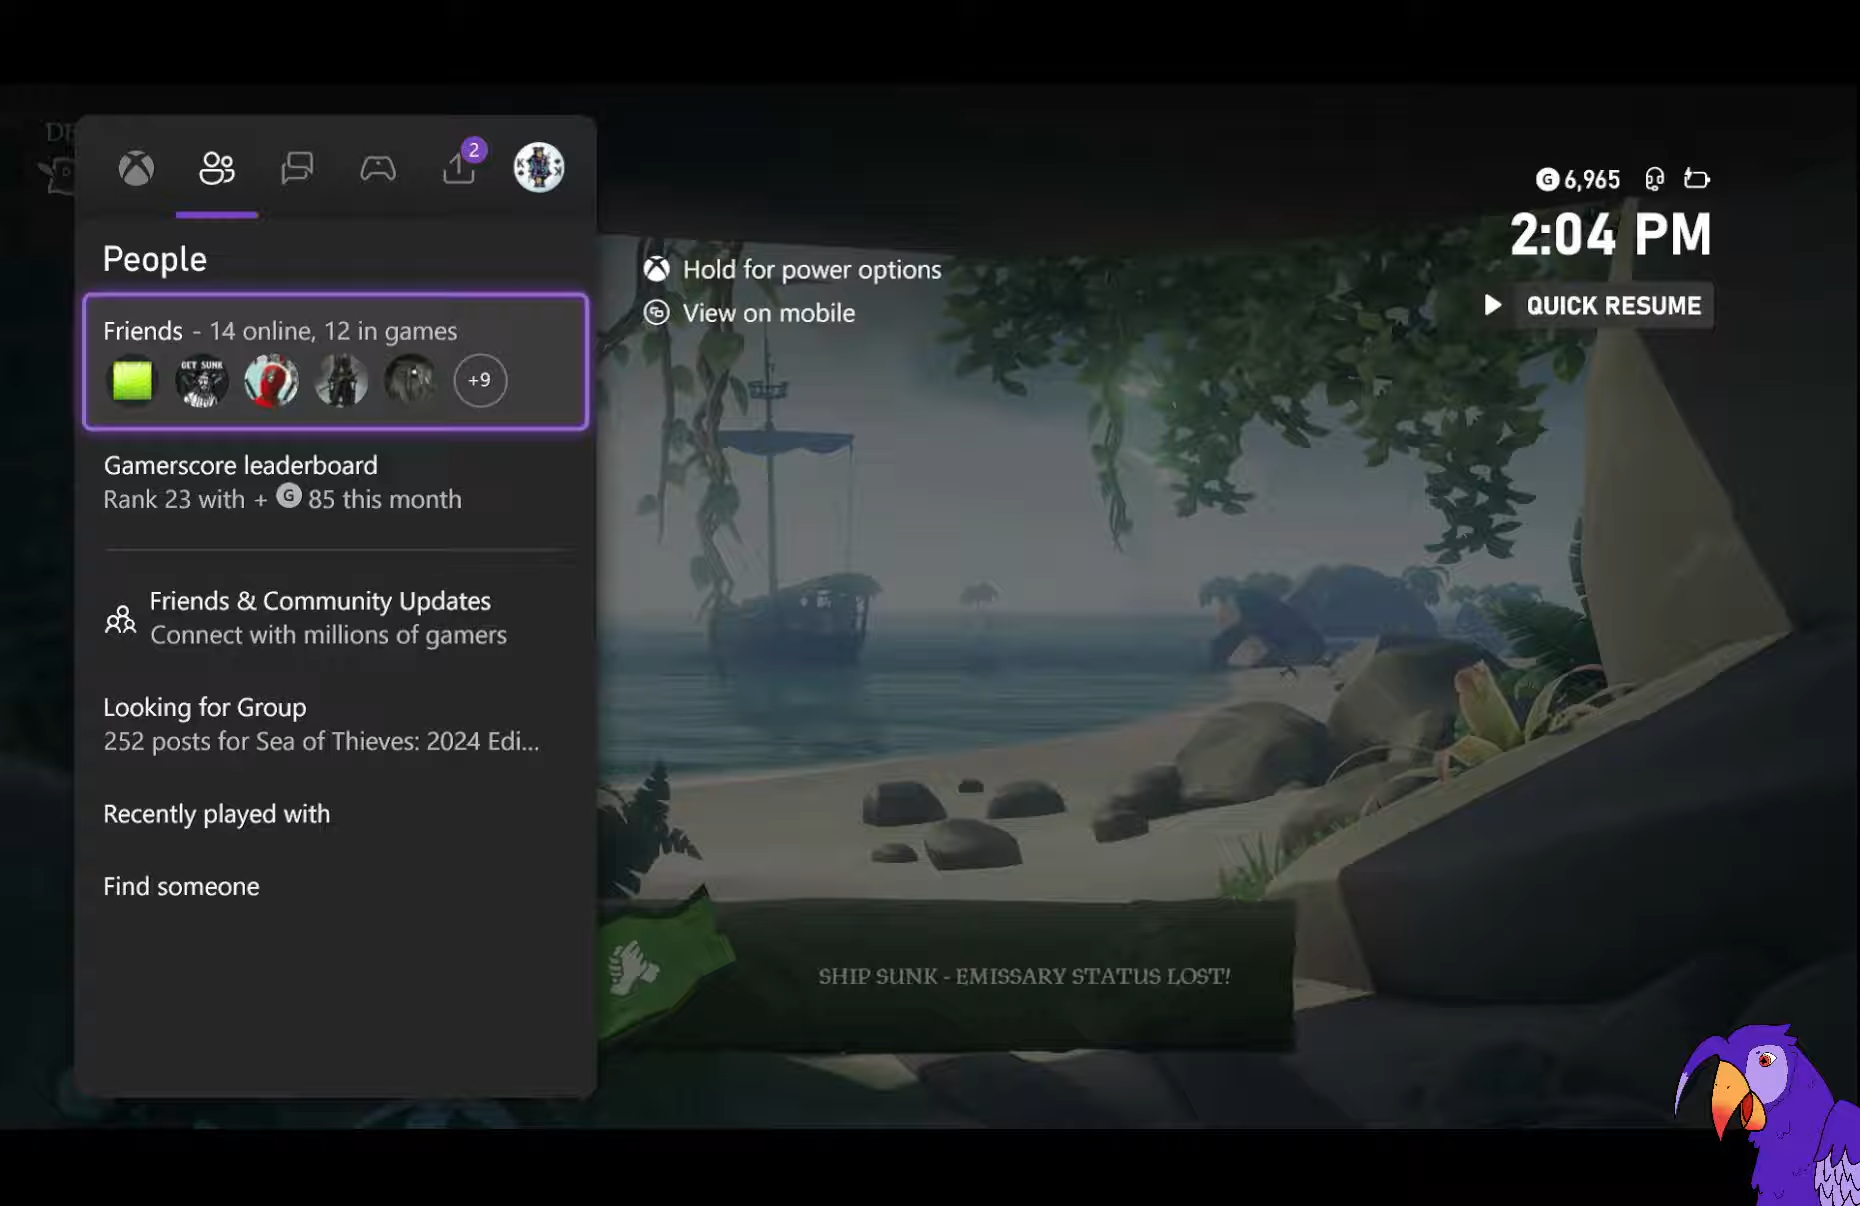 2
6,965
2:04 PM
QUICK RESUME
Hold for power options
View on mobile
People
Friends - 14 online, 12 in games
GET SUNK
+9
Gamerscore leaderboard
Rank 23 with + G 85 this month
Friends & Community Updates
Connect with millions of gamers
Looking for Group
252 posts for Sea of Thieves: 2024 Edi...
Recently played with
Find someone
SHIP SUNK - EMISSARY STATUS LOST!